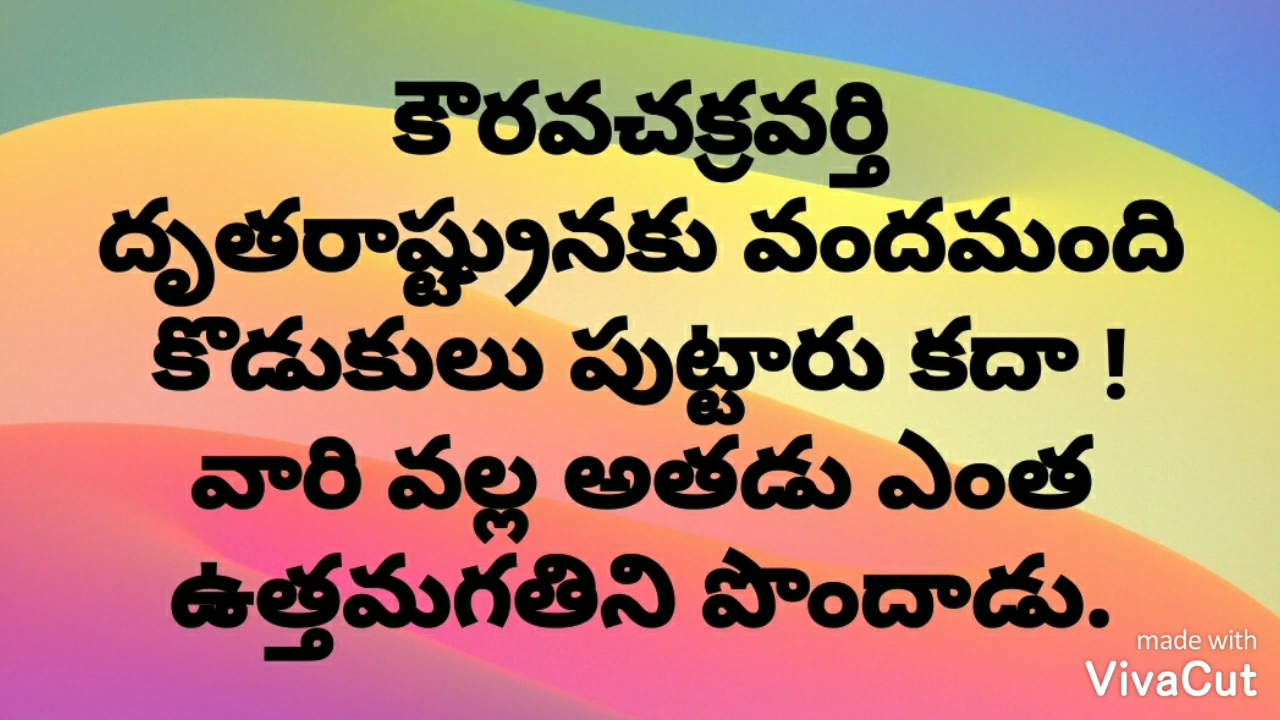 కౌరవచక్రవర్తి
దృతరాష్ట్రునకు వందమంది
కొడుకులు పుట్టారు కదా !
వారి వల్ల అతడు ఎంత
ఉత్తమగతిని పొందాడు.
made with
VivaCut